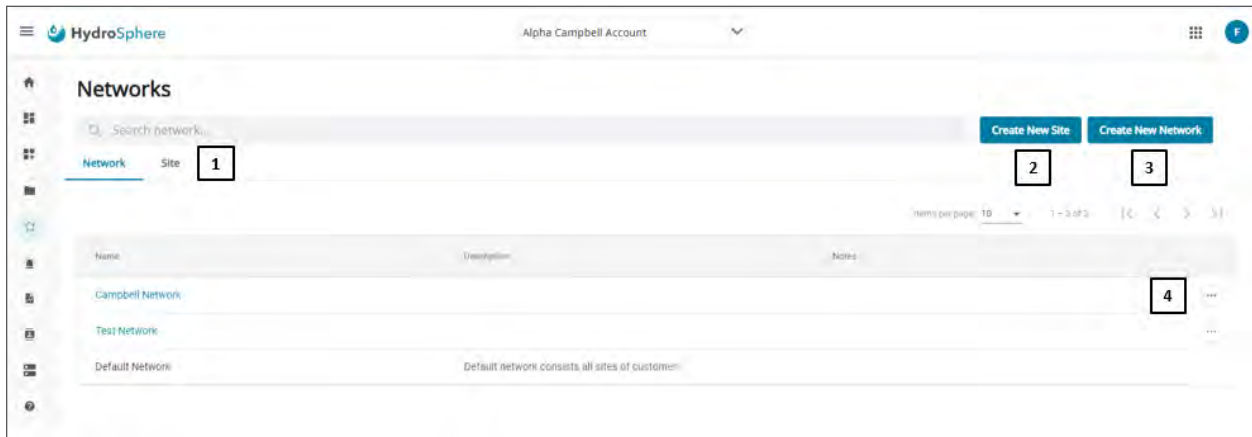 HydroSphere
Alpha Campbell Account
F
Networks
Search network...
Create New Site
Create New Network
Network
Site
1
2
3
Items per page: 10
1 – 3 of 3
Name
Description
Notes
Campbell Network
4
Test Network
Default Network
Default network consists all sites of customer